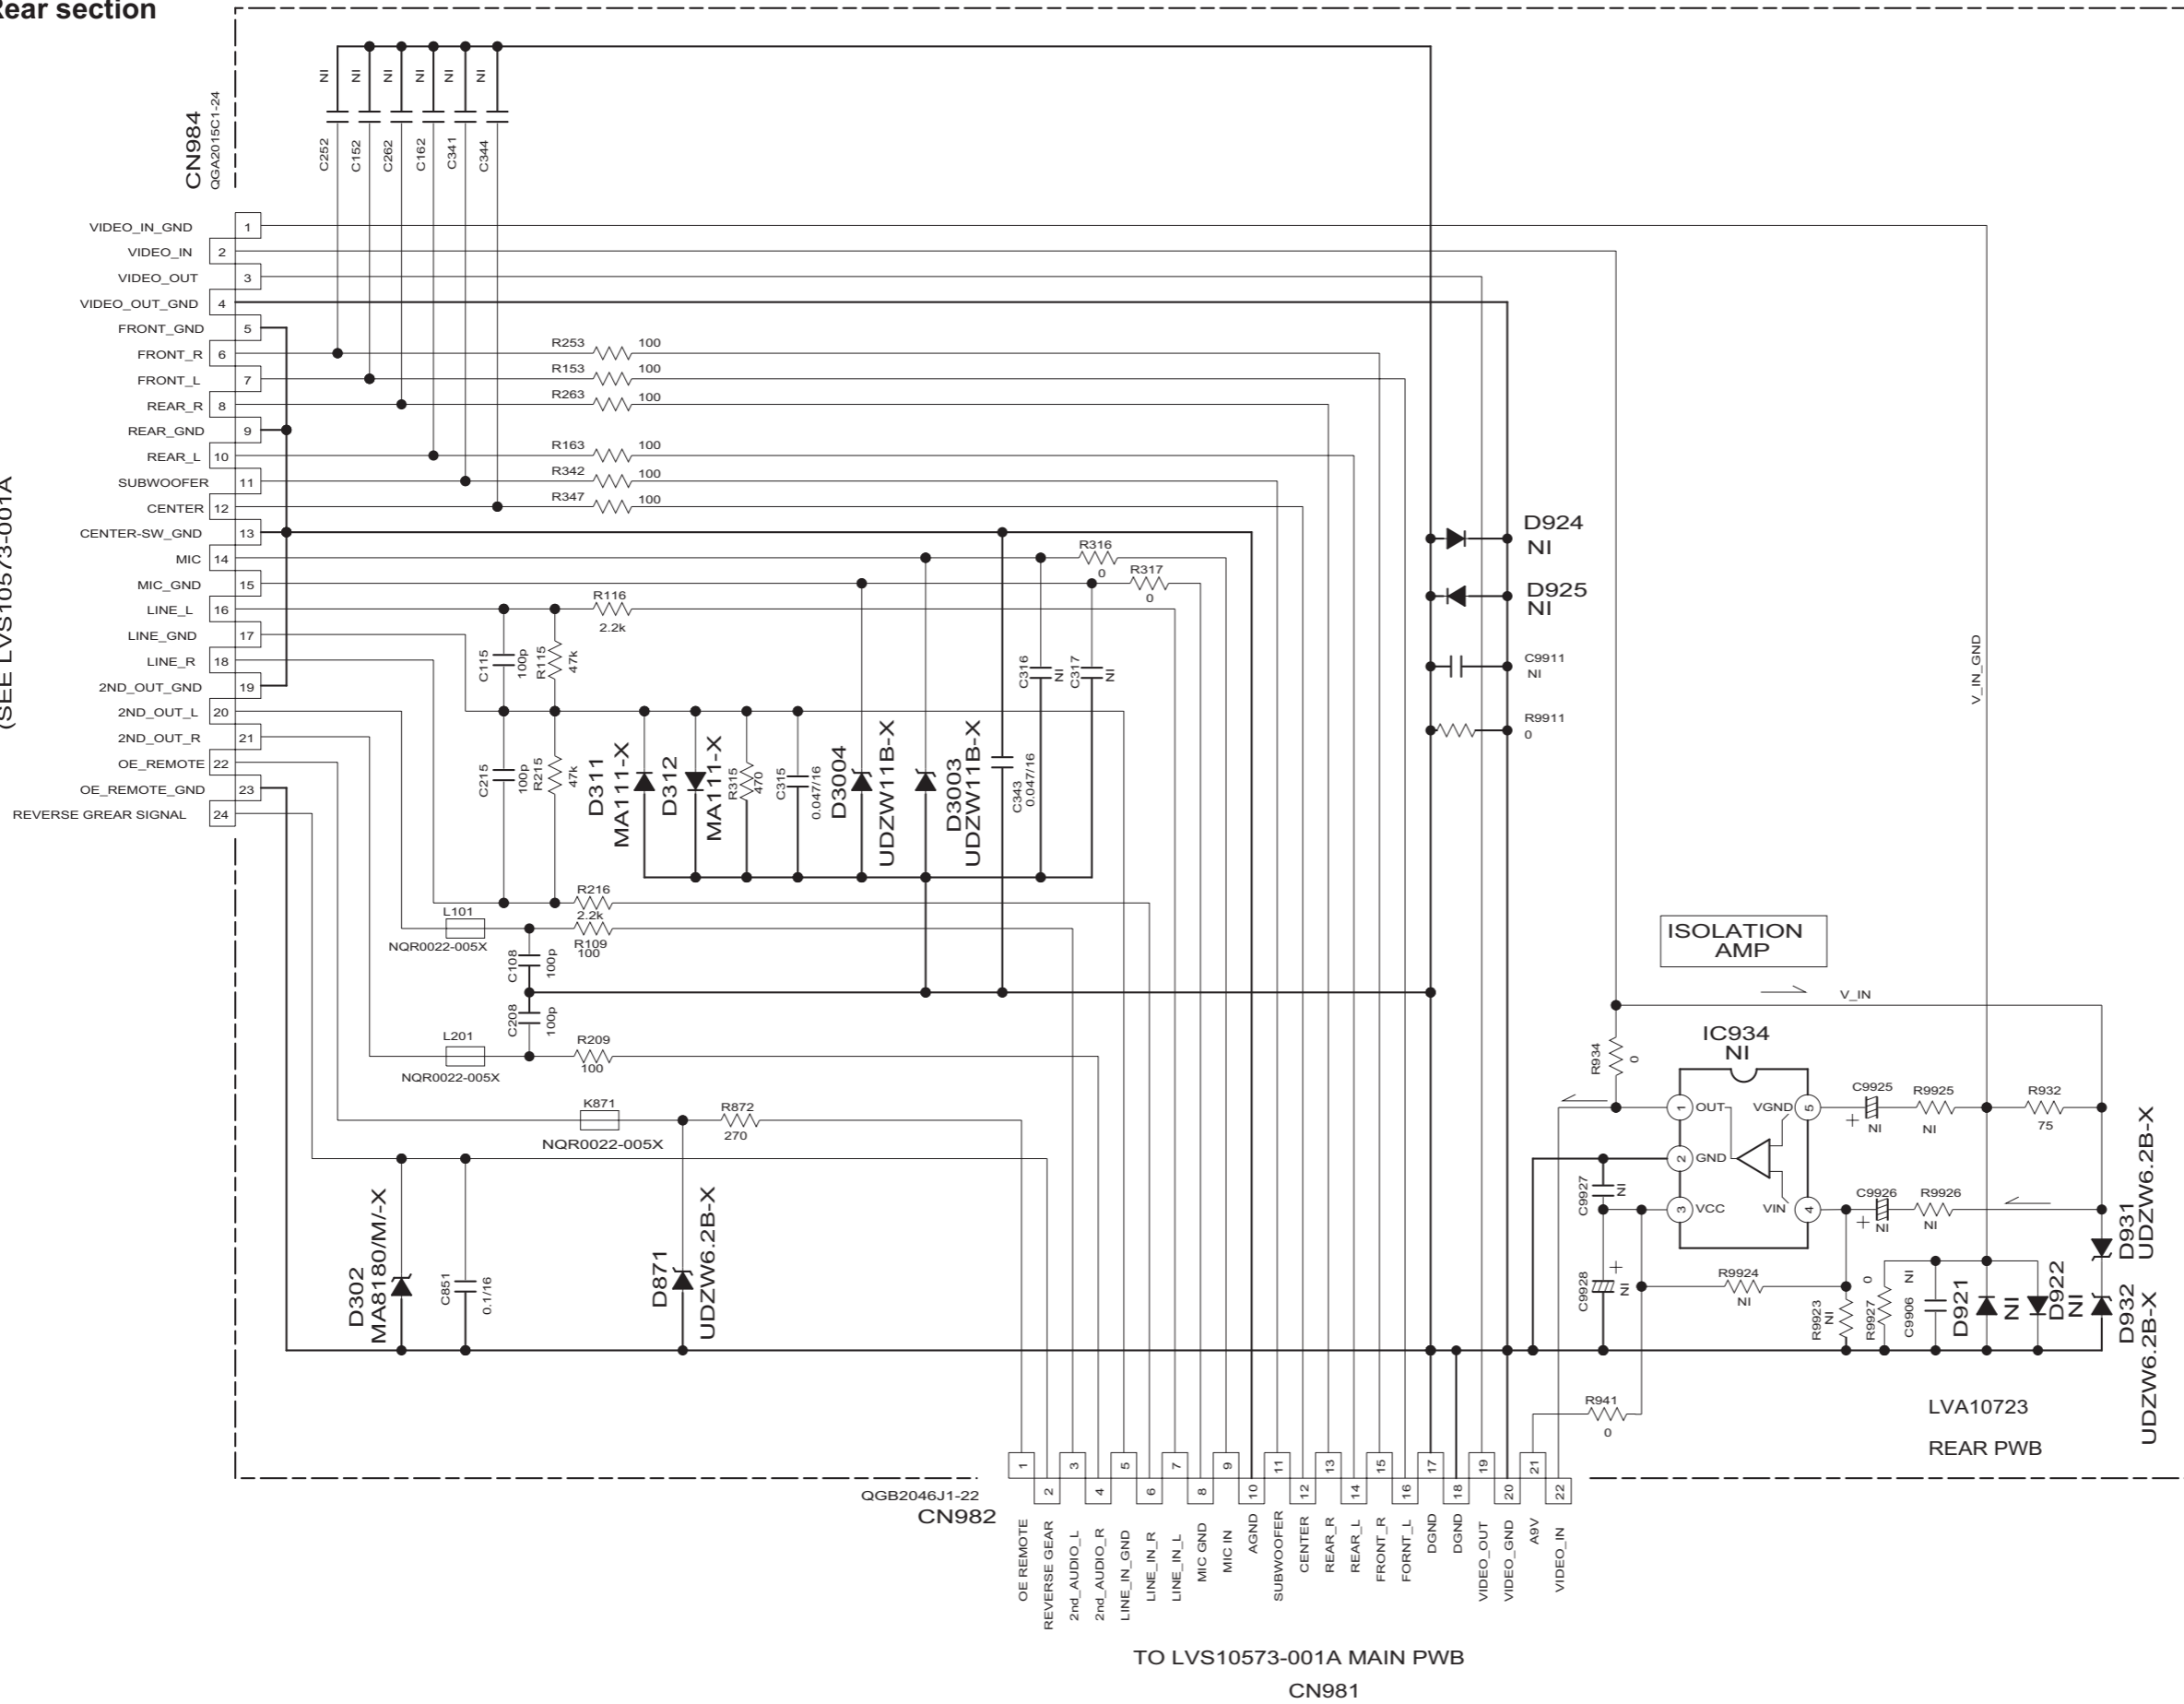 Rear section
CN984
QGA2015C1-24
(SEE LVS10573-001A
NI
NI
NI
NI
NI
NI
C252
C152
C262
C162
C341
C344
VIDEO_IN_GND 1
VIDEO_IN 2
VIDEO_OUT 3
VIDEO_OUT_GND 4
FRONT_GND 5
FRONT_R 6
FRONT_L 7
REAR_R 8
REAR_GND 9
REAR_L 10
SUBWOOFER 11
CENTER 12
CENTER-SW_GND 13
MIC 14
MIC_GND 15
LINE_L 16
LINE_GND 17
LINE_R 18
2ND_OUT_GND 19
2ND_OUT_L 20
2ND_OUT_R 21
OE_REMOTE 22
OE_REMOTE_GND 23
REVERSE GREAR SIGNAL 24
R253 100
R153 100
R263 100
R163 100
R342 100
R347 100
R316
0
R317
0
R116
2.2k
C115
100p
R115
47k
C215
100p
R215
47k
D311
MA111-X
D312
MA111-X
R315
470
C315
0.047/16
D3004
UDZW11B-X
D3003
UDZW11B-X
C343
0.047/16
C316
NI
C317
NI
D924
NI
D925
NI
C9911
NI
R9911
0
V_IN_GND
R216
2.2k
L101
NQR0022-005X
R109
100
C108
100p
C208
100p
L201
NQR0022-005X
R209
100
K871
NQR0022-005X
R872
270
D302
MA8180/M/-X
C851
0.1/16
D871
UDZW6.2B-X
ISOLATION
AMP
V_IN
R934
0
IC934
NI
1 OUT
2 GND
3 VCC
VGND 5
VIN 4
C9925
+
NI
R9925
NI
R932
75
C9926
+
NI
R9926
NI
C9927
NI
C9928
+
NI
R9924
NI
R9923
NI
R9927
0
C9906
NI
D921
NI
D922
NI
D931
UDZW6.2B-X
D932
UDZW6.2B-X
R941
0
LVA10723
REAR PWB
QGB2046J1-22
CN982
1 OE REMOTE
2 REVERSE GEAR
3 2nd_AUDIO_L
4 2nd_AUDIO_R
5 LINE_IN_GND
6 LINE_IN_R
7 LINE_IN_L
8 MIC GND
9 MIC IN
10 AGND
11 SUBWOOFER
12 CENTER
13 REAR_R
14 REAR_L
15 FRONT_R
16 FORNT_L
17 DGND
18 DGND
19 VIDEO_OUT
20 VIDEO_GND
21 A9V
22 VIDEO_IN
TO LVS10573-001A MAIN PWB
CN981